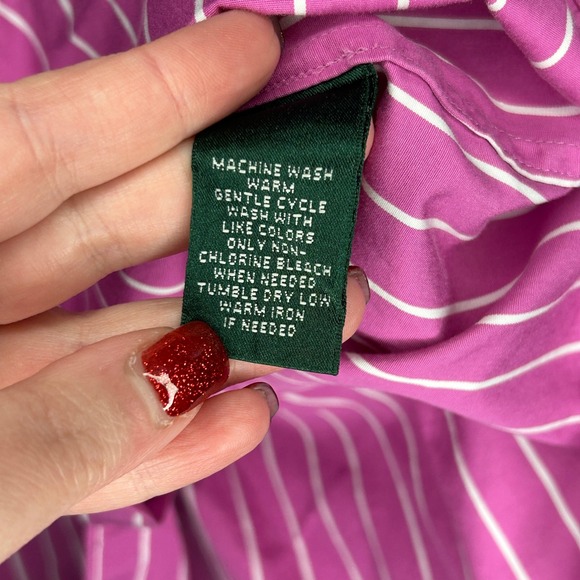 MACHINE WASH
WARM
GENTLE CYCLE
WASH WITH
LIKE COLORS
ONLY NON-
CHLORINE BLEACH
WHEN NEEDED
TUMBLE DRY LOW
WARM IRON
IF NEEDED